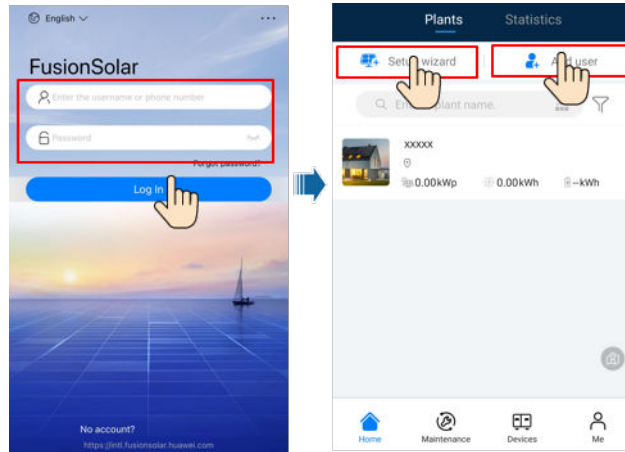 English
FusionSolar
Enter the username or phone number
Password
Forgot password?
Log In
No account?
https://intl.fusionsolar.huawei.com
Plants Statistics
wizard
user
plant name
xxxxx
0.00kWp 0.00kWh --kWh
Home Maintenance Devices Me